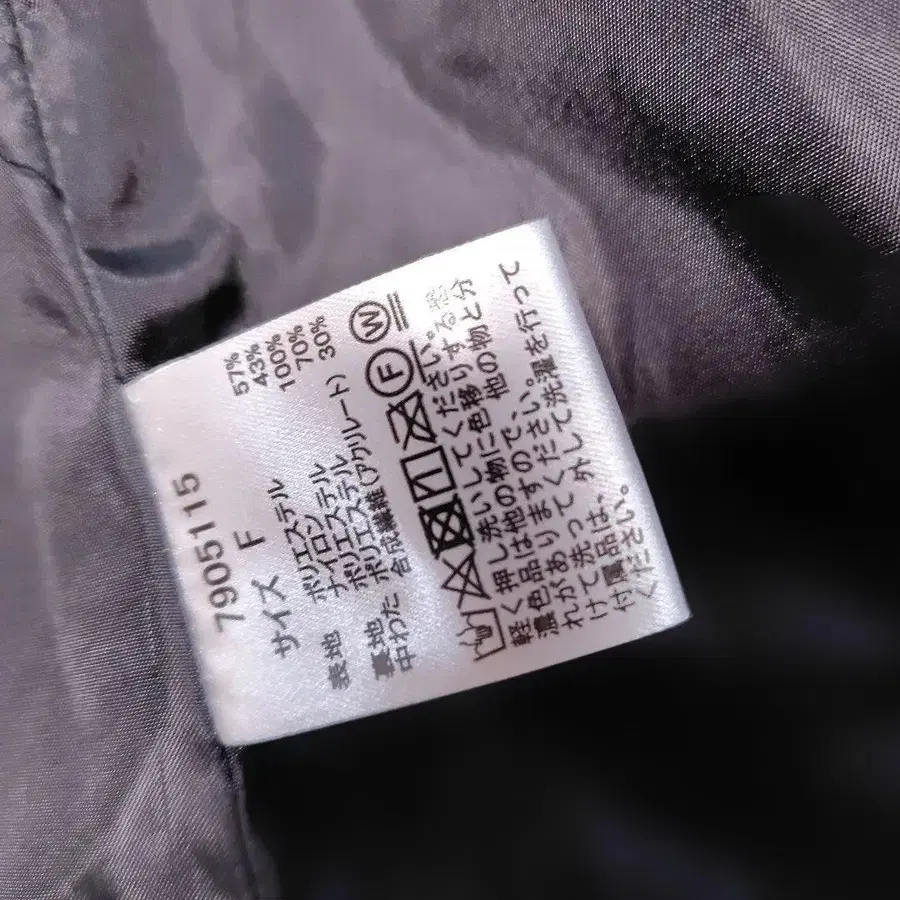 7905115
サイズ F
表地 ポリエステル 57%
ナイロン 43%
裏地 ポリエステル 100%
中わた ポリエステル 70%
合成繊維(アクリレート) 30%
F W
軽く押し洗いしてください。
濃色品は他の物に色移りする恐
れがありますので、他の物と分
けて洗ってください。
付属品は、外して洗濯を行って
ください。